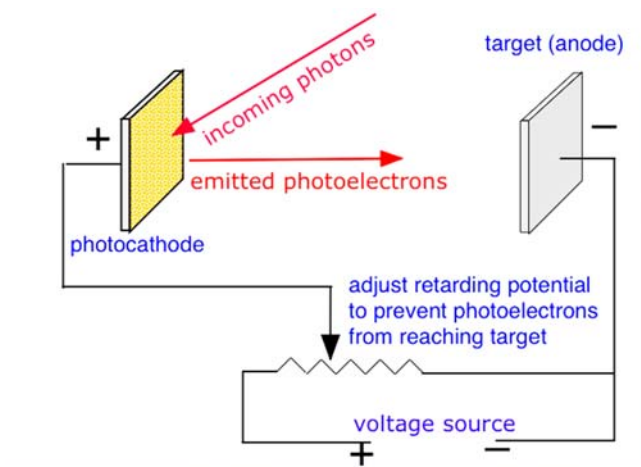 target (anode)
incoming photons
+
−
emitted photoelectrons
photocathode
adjust retarding potential
to prevent photoelectrons
from reaching target
voltage source
+
−